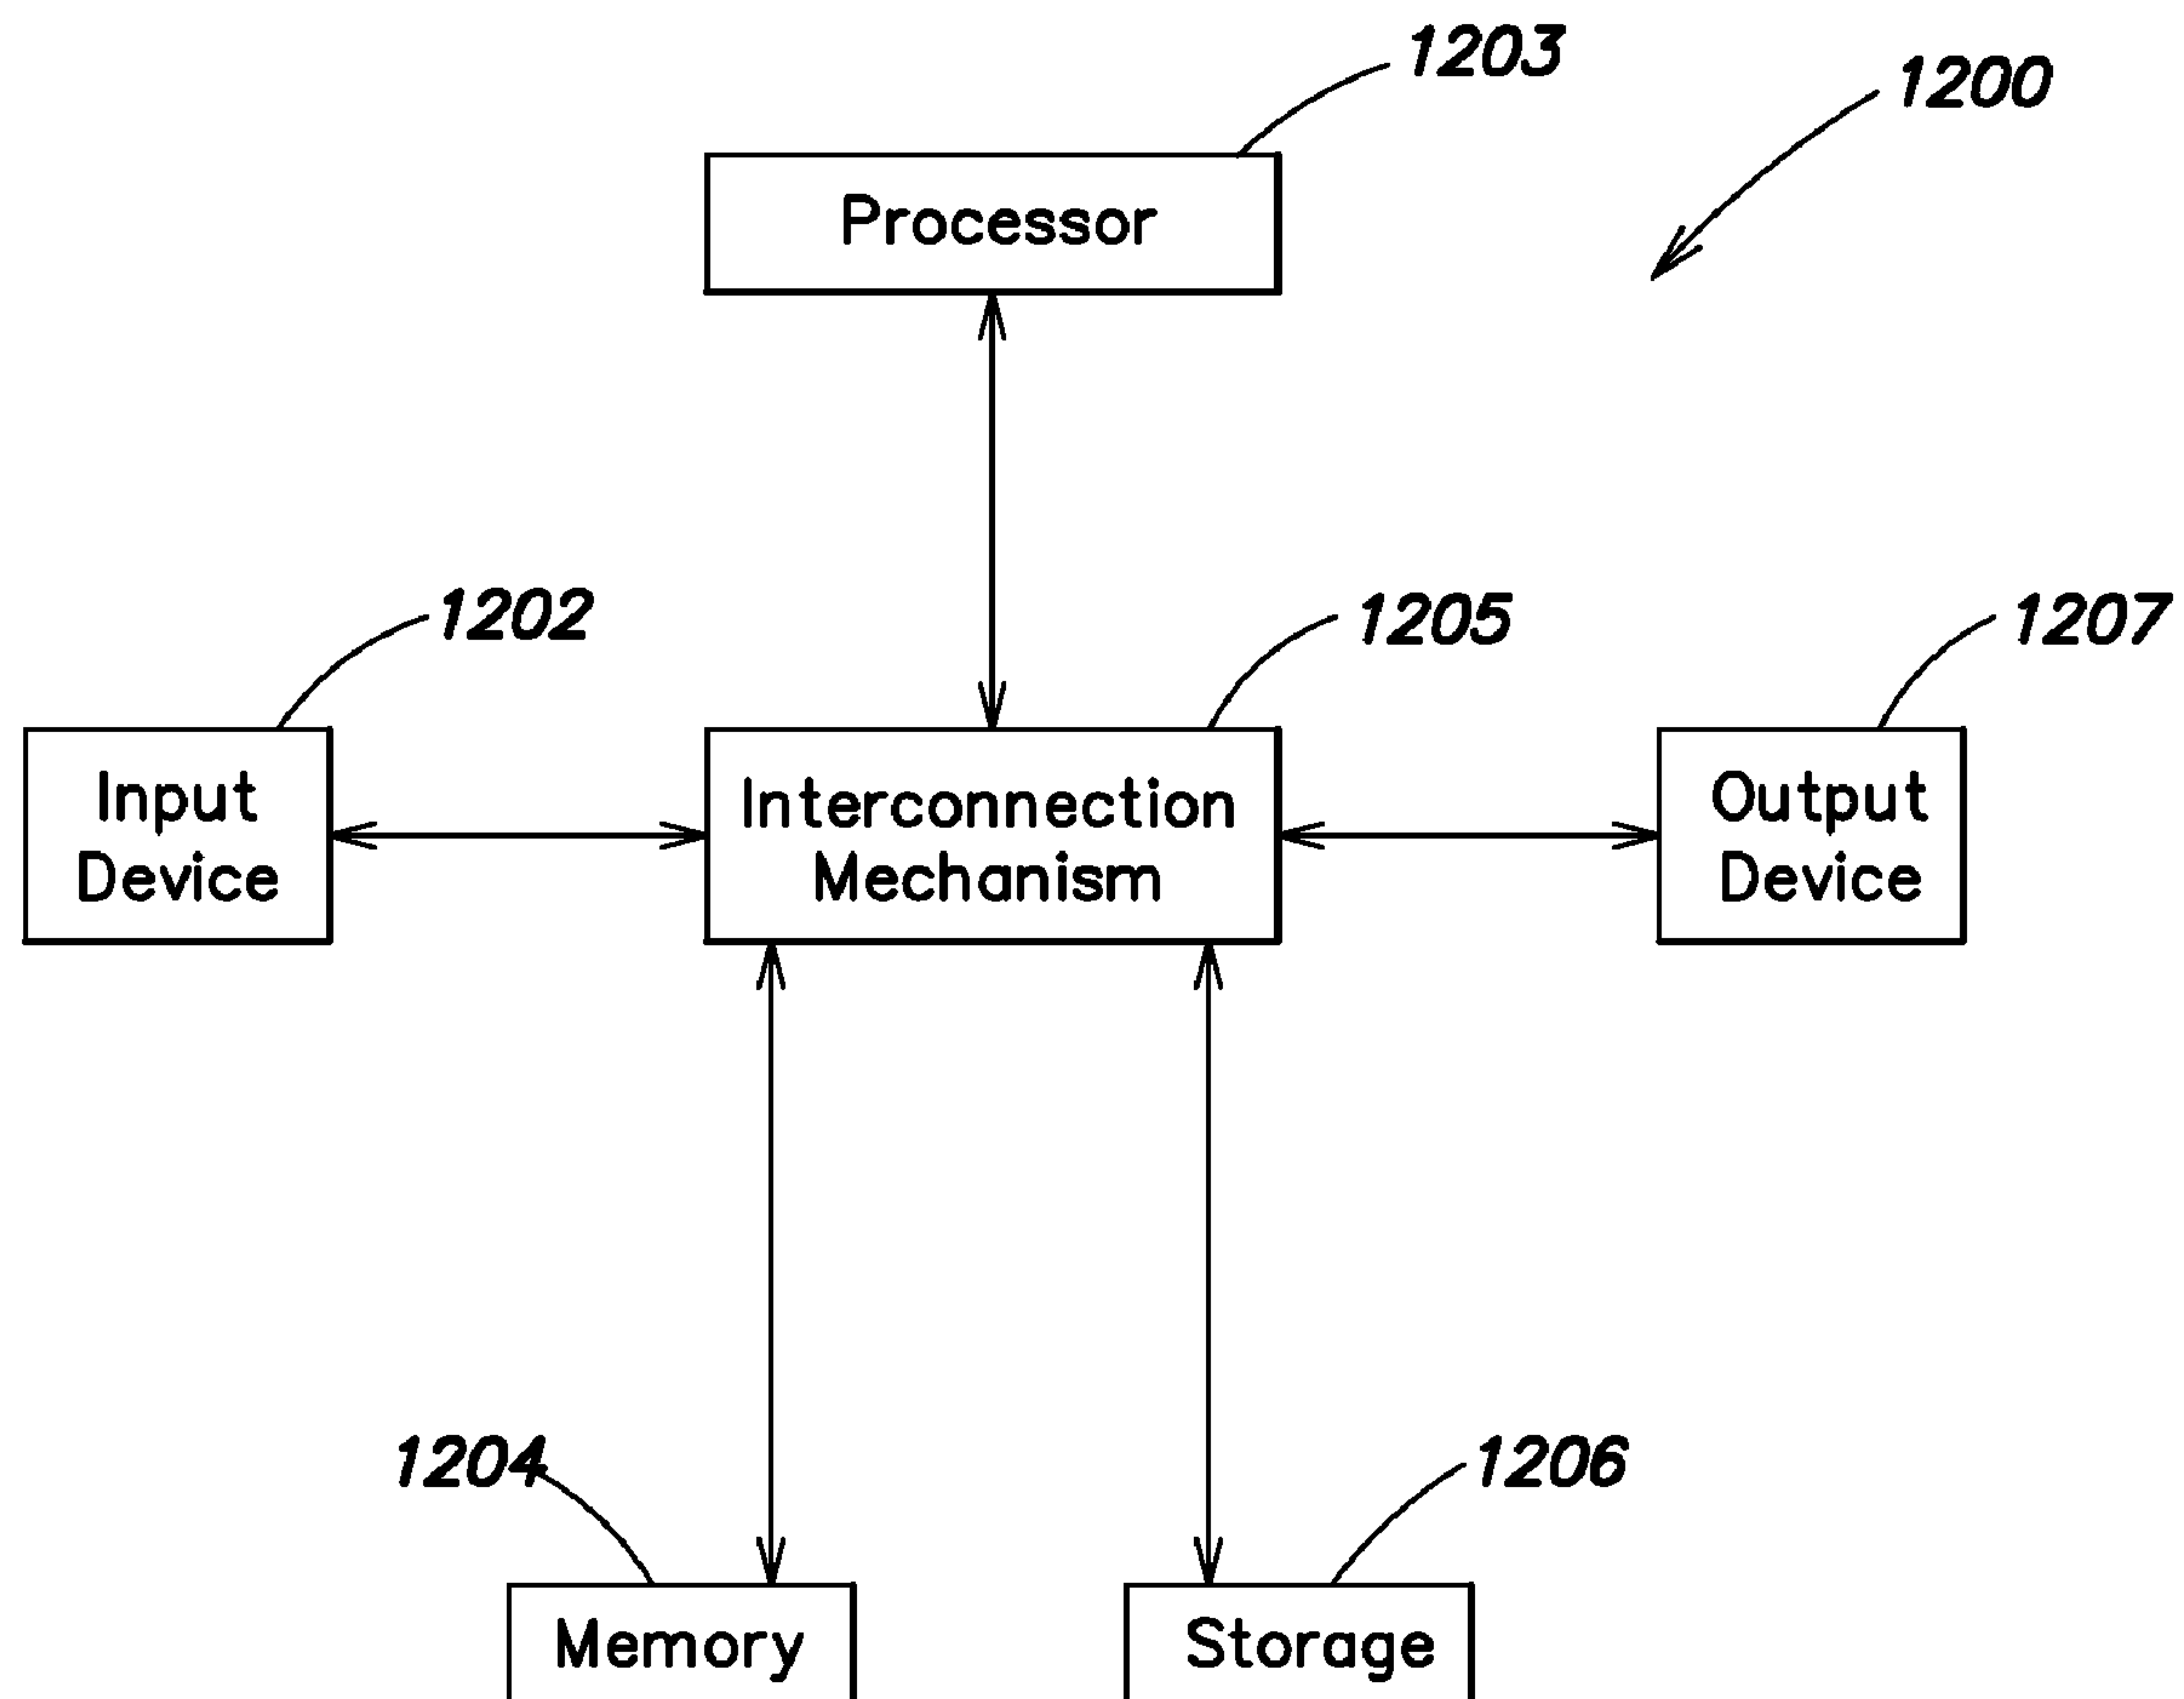 1203
1200
Processor
1202
1205
1207
Input
Device
Interconnection
Mechanism
Output
Device
1204
1206
Memory
Storage